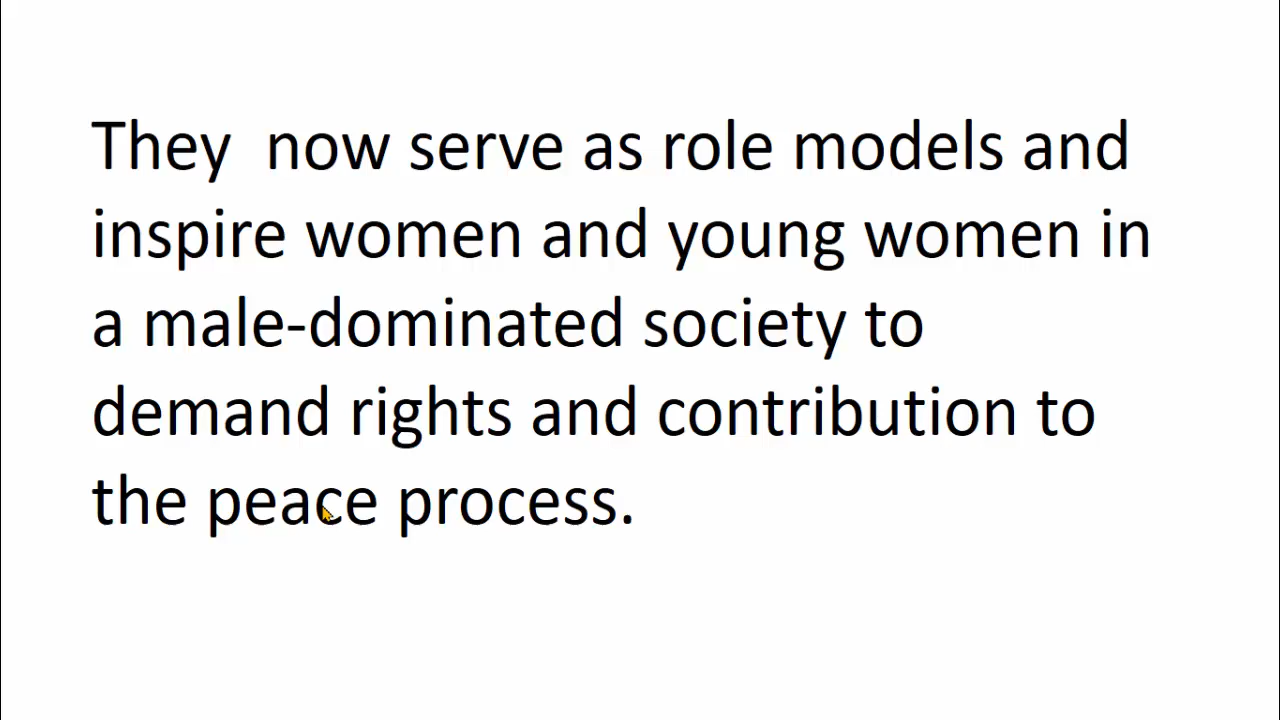 They  now serve as role models and
inspire women and young women in
a male-dominated society to
demand rights and contribution to
the peace process.